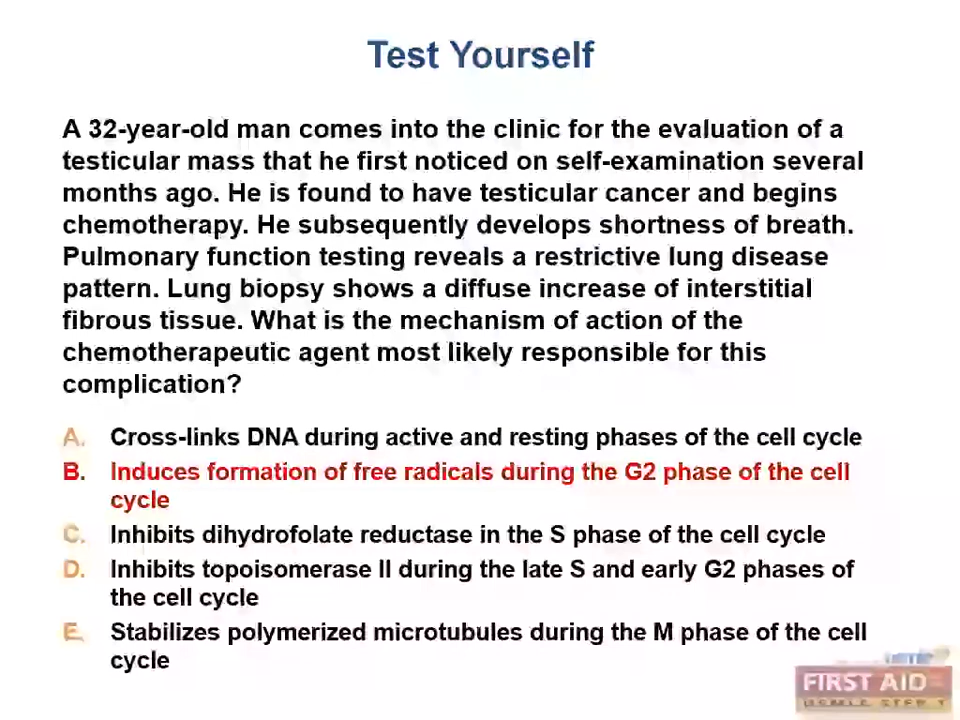 Test Yourself
A 32-year-old man comes into the clinic for the evaluation of a
testicular mass that he first noticed on self-examination several
months ago. He is found to have testicular cancer and begins
chemotherapy. He subsequently develops shortness of breath.
Pulmonary function testing reveals a restrictive lung disease
pattern. Lung biopsy shows a diffuse increase of interstitial
fibrous tissue. What is the mechanism of action of the
chemotherapeutic agent most likely responsible for this
complication?
A. Cross-links DNA during active and resting phases of the cell cycle
B. Induces formation of free radicals during the G2 phase of the cell
cycle
C. Inhibits dihydrofolate reductase in the S phase of the cell cycle
D. Inhibits topoisomerase II during the late S and early G2 phases of
the cell cycle
E. Stabilizes polymerized microtubules during the M phase of the cell
cycle
FIRST AID
USMLE STEP 1